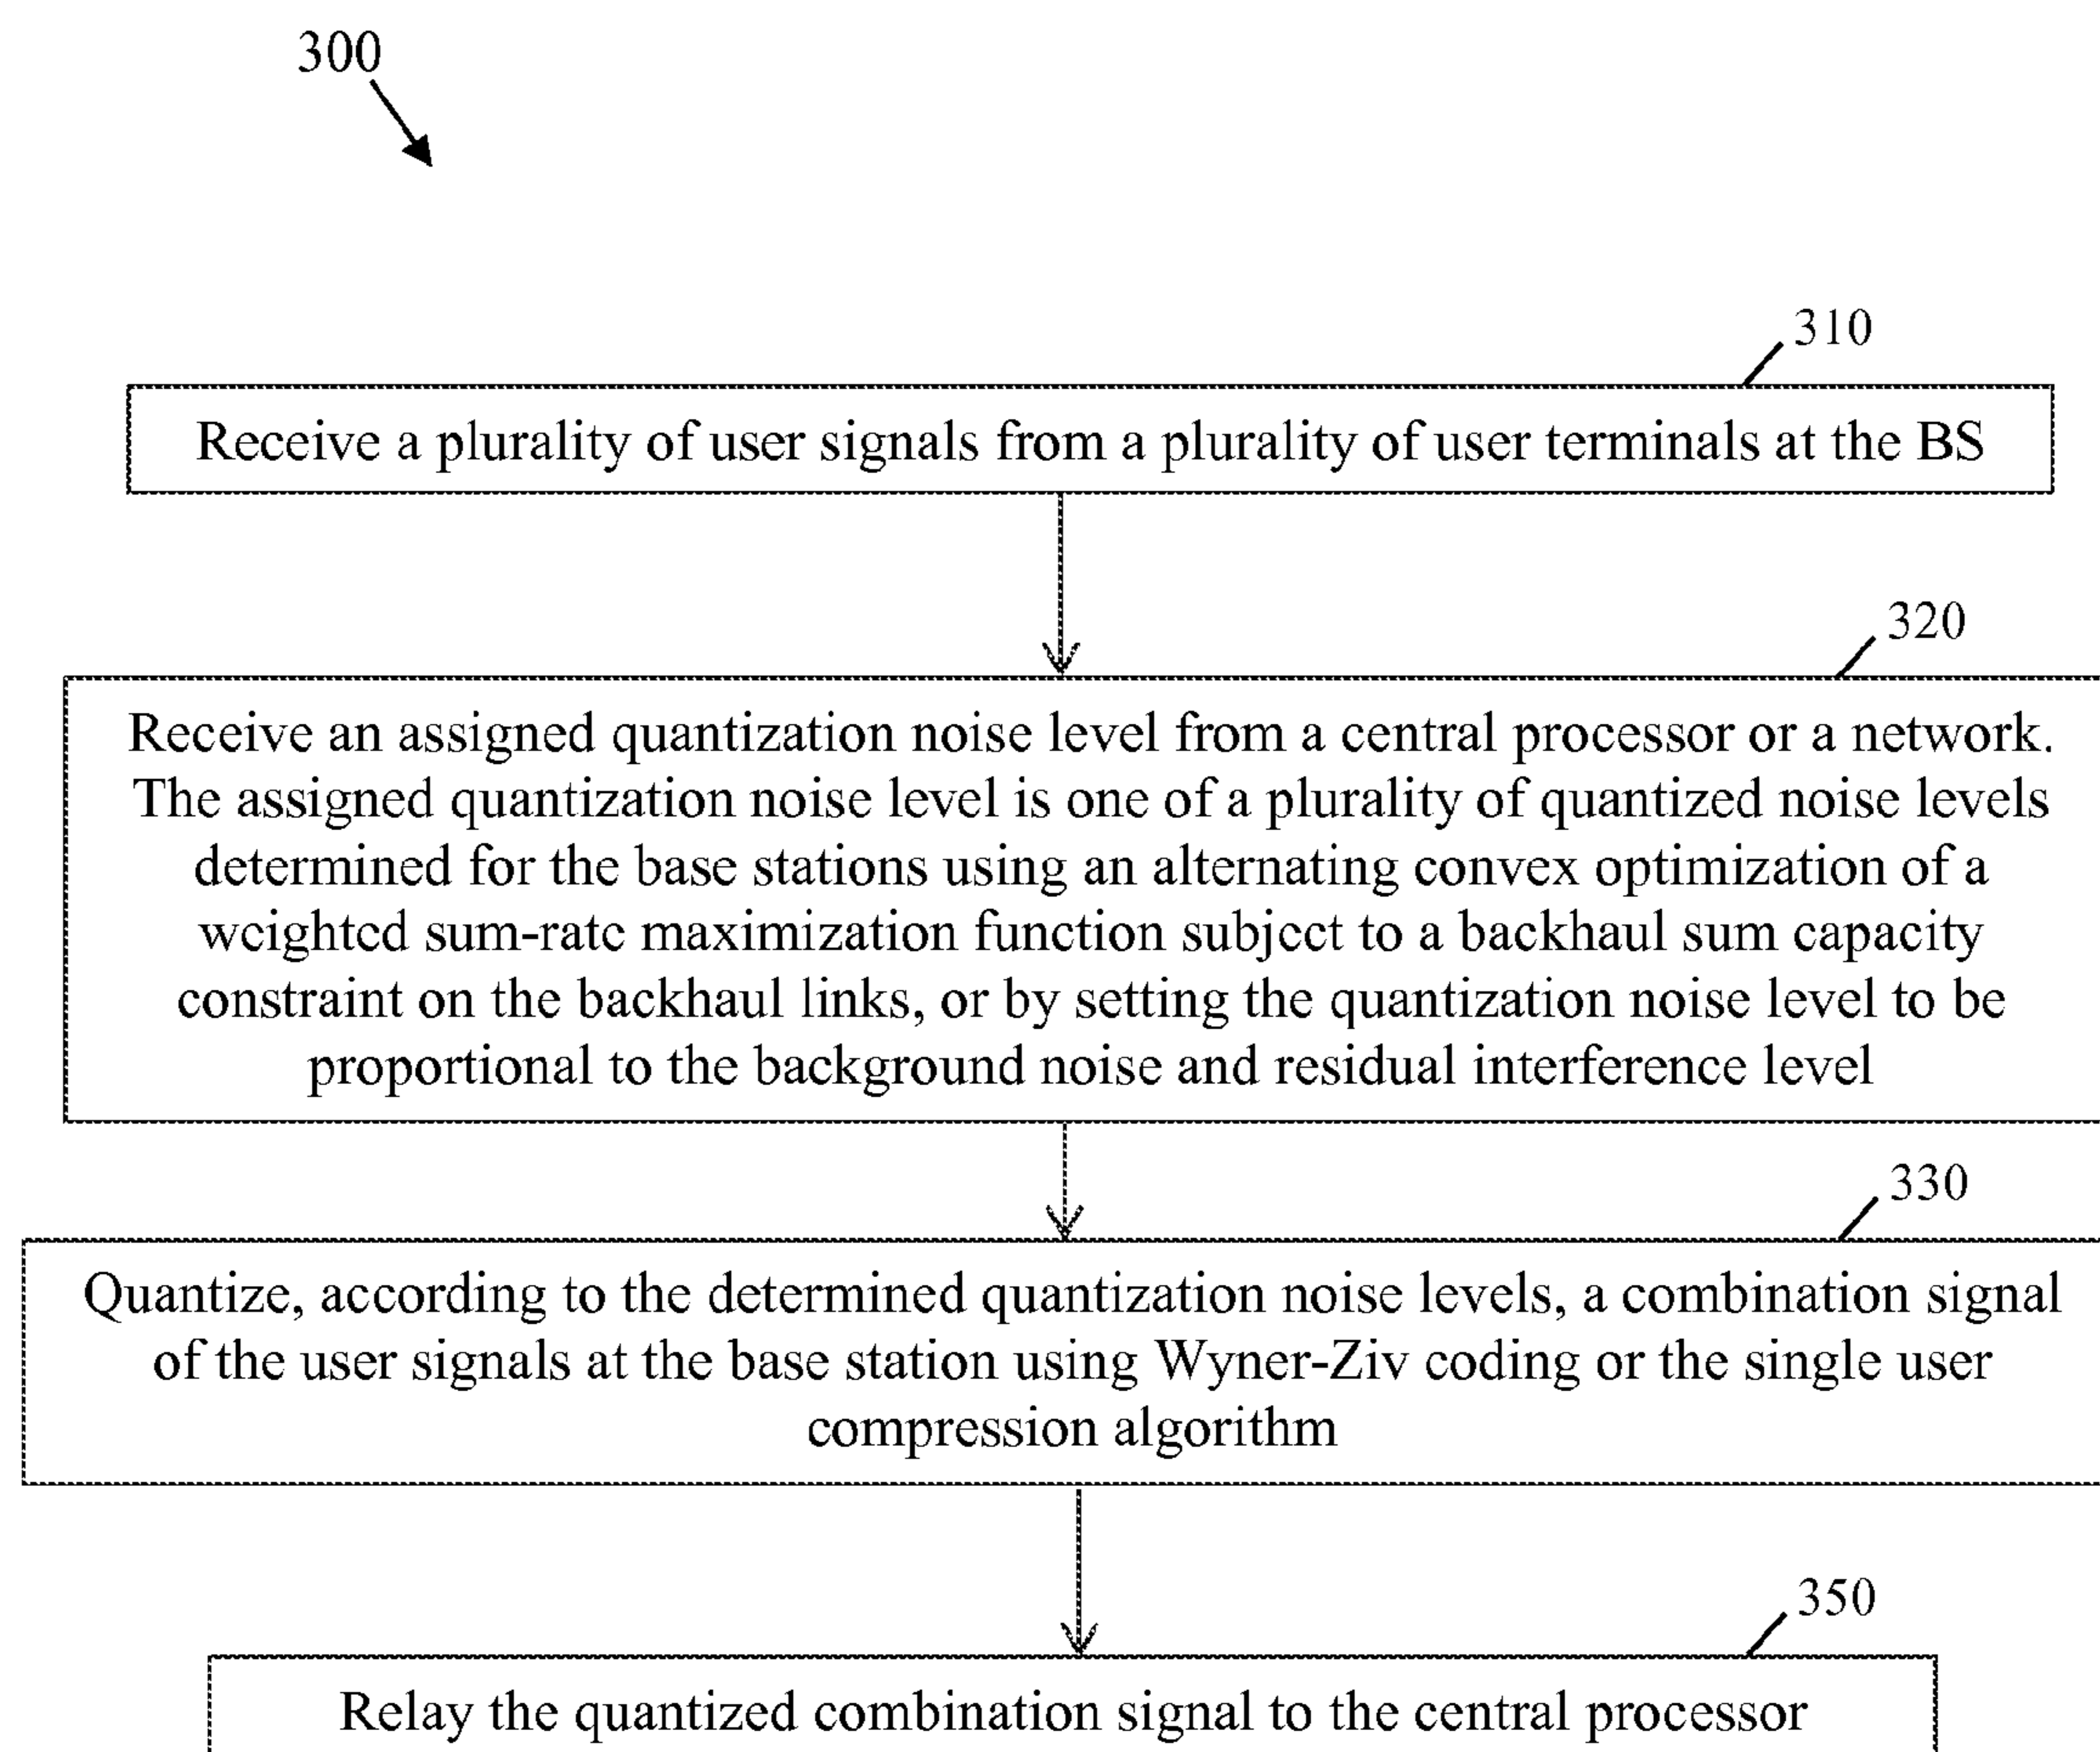 300
310
Receive a plurality of user signals from a plurality of user terminals at the BS
320
Receive an assigned quantization noise level from a central processor or a network.
The assigned quantization noise level is one of a plurality of quantized noise levels
determined for the base stations using an alternating convex optimization of a
weighted sum-rate maximization function subject to a backhaul sum capacity
constraint on the backhaul links, or by setting the quantization noise level to be
proportional to the background noise and residual interference level
330
Quantize, according to the determined quantization noise levels, a combination signal
of the user signals at the base station using Wyner-Ziv coding or the single user
compression algorithm
350
Relay the quantized combination signal to the central processor